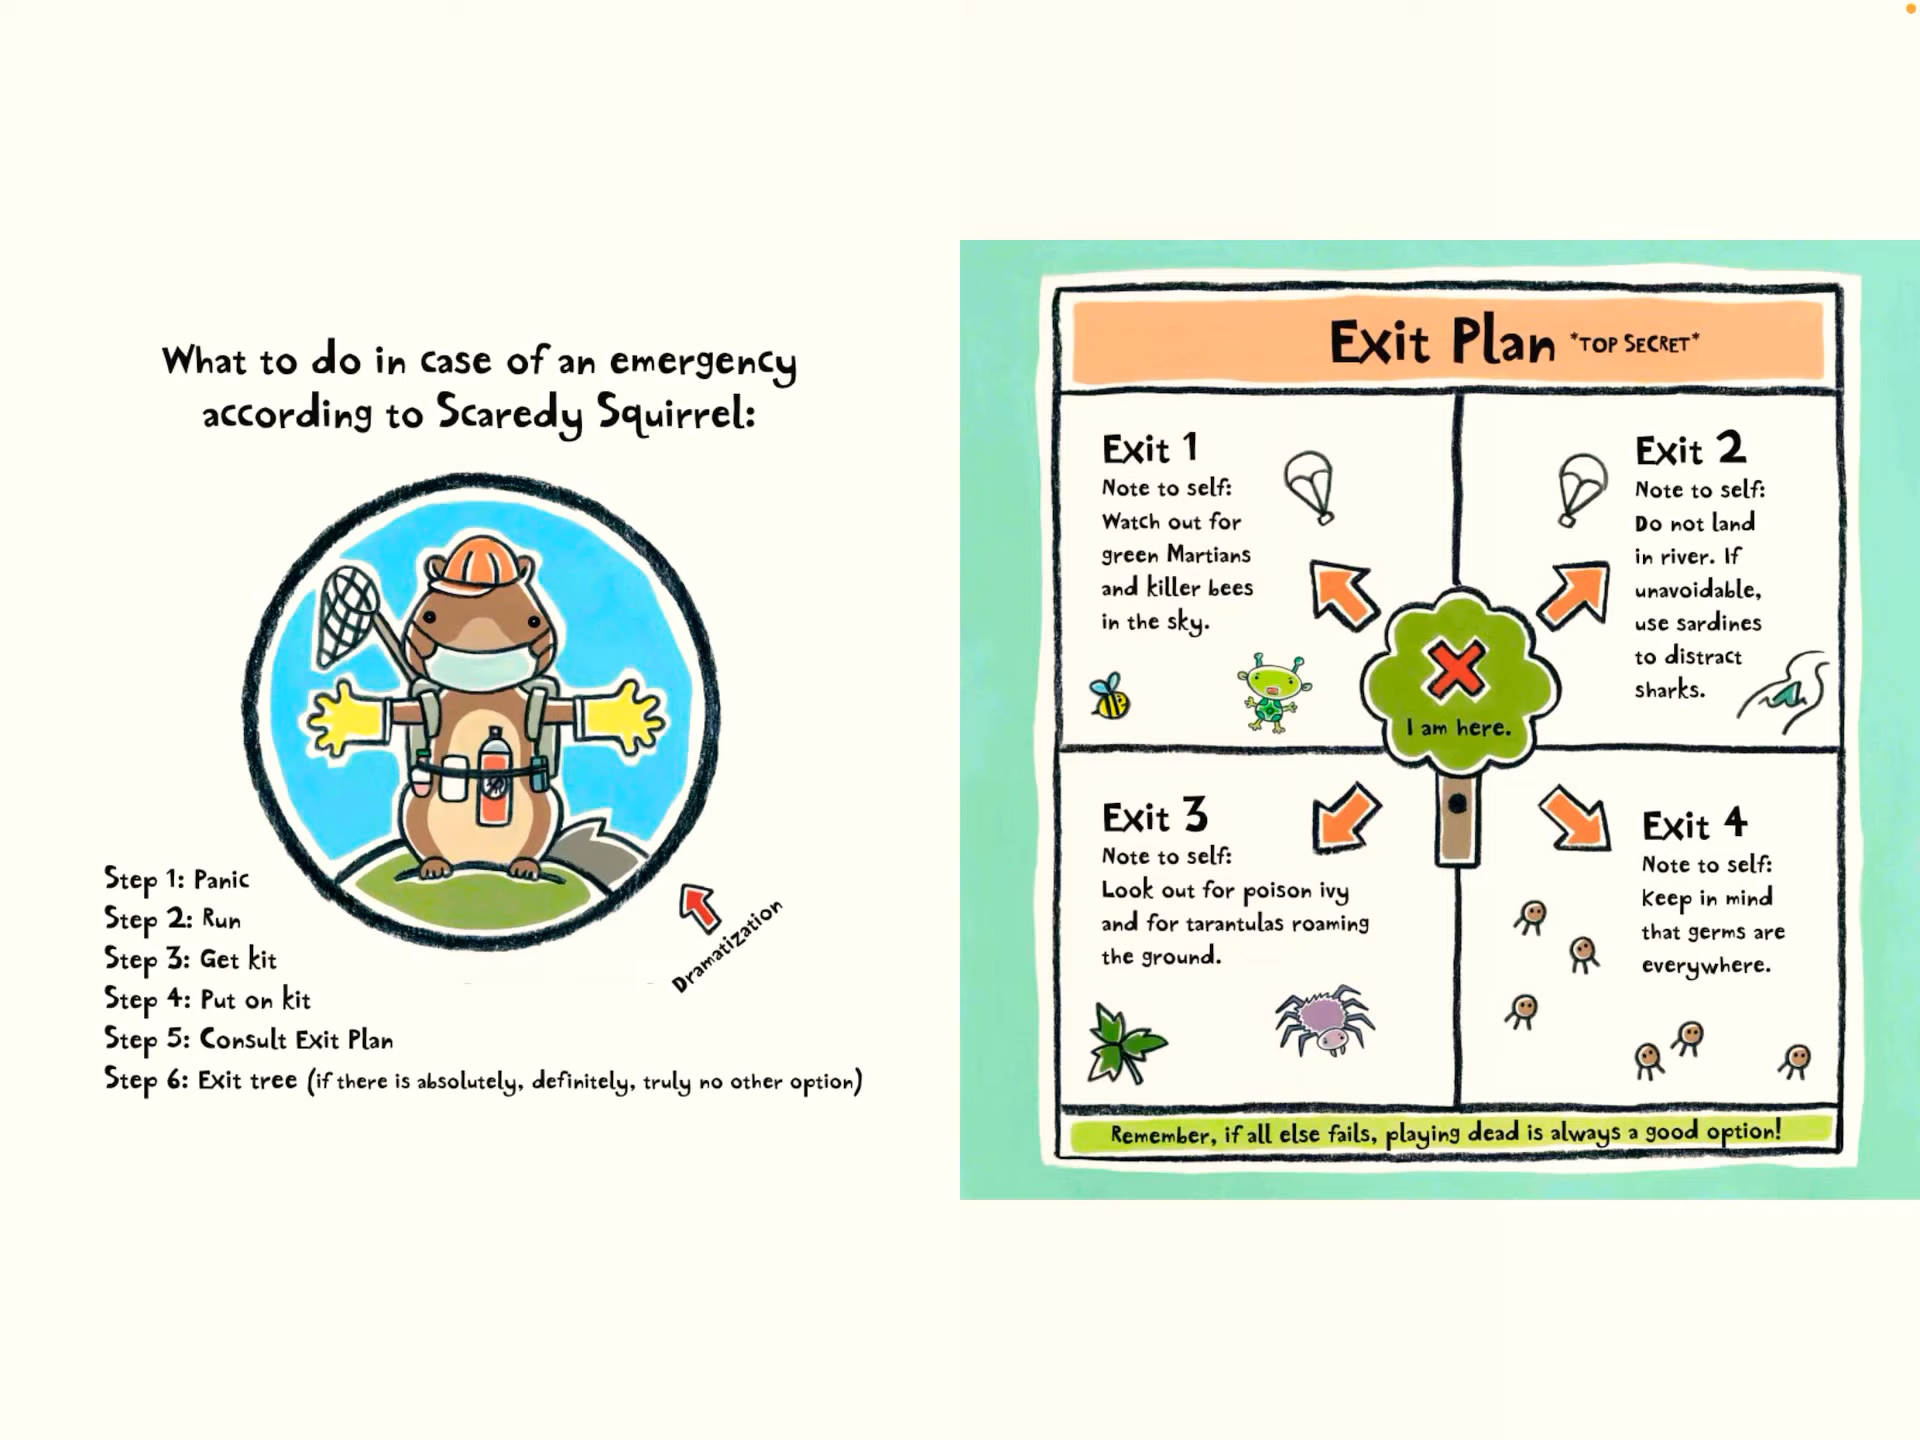 What to do in case of an emergency
according to Scaredy Squirrel:
Step 1: Panic
Step 2: Run
Step 3: Get kit
Step 4: Put on kit
Step 5: Consult Exit Plan
Step 6: Exit tree (if there is absolutely, definitely, truly no other option)
Dramatization
Exit Plan *TOP SECRET*
Exit 1
Note to self:
Watch out for
green Martians
and killer bees
in the sky.
Exit 2
Note to self:
Do not land
in river. If
unavoidable,
use sardines
to distract
sharks.
I am here.
Exit 3
Note to self:
Look out for poison ivy
and for tarantulas roaming
the ground.
Exit 4
Note to self:
Keep in mind
that germs are
everywhere.
Remember, if all else fails, playing dead is always a good option!